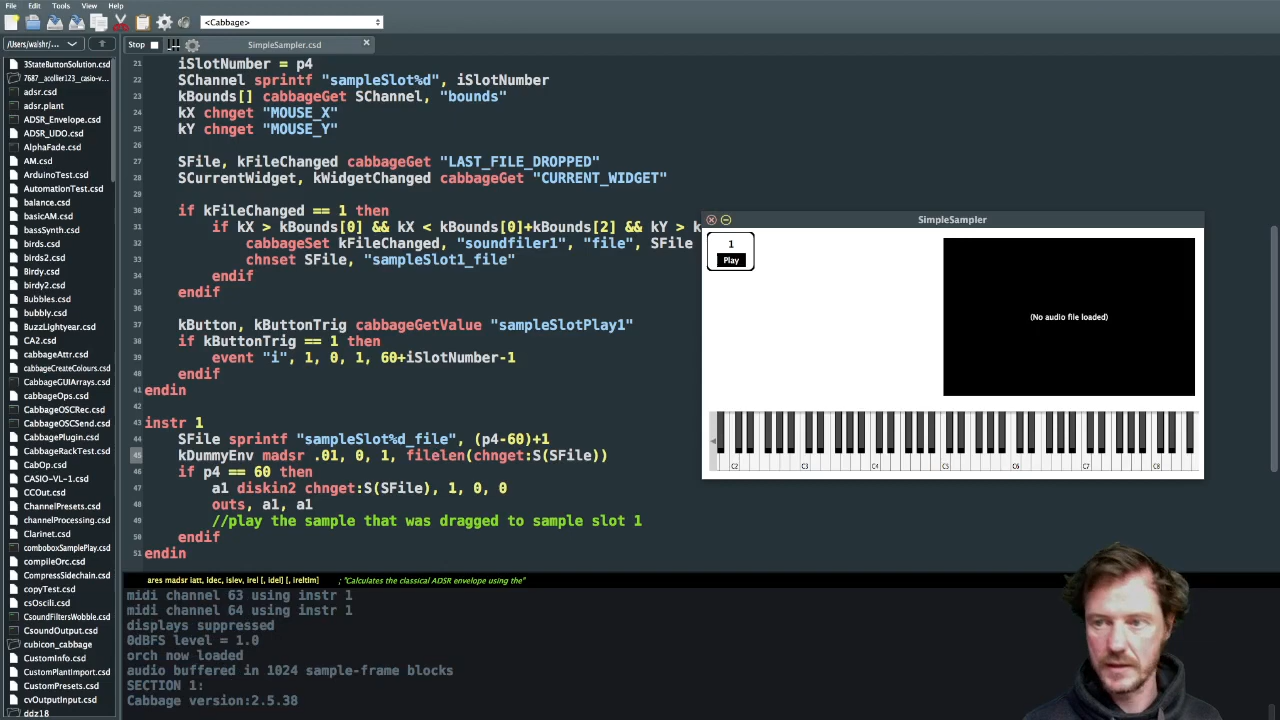 File Edit Tools View Help
<Cabbage>
/Users/walshr/...
Stop SimpleSampler.csd
3StateButtonSolution.csd
7687__acollier123__casio-v...
adsr.csd
adsr.plant
ADSR_Envelope.csd
ADSR_UDO.csd
AlphaFade.csd
AM.csd
ArduinoTest.csd
AutomationTest.csd
balance.csd
basicAM.csd
bassSynth.csd
birds.csd
birds2.csd
Birdy.csd
birdy2.csd
Bubbles.csd
bubbly.csd
BuzzLightyear.csd
CA2.csd
cabbageAttr.csd
cabbageCreateColours.csd
CabbageGUIArrays.csd
cabbageOps.csd
CabbageOSCRec.csd
CabbageOSCSend.csd
CabbagePlugin.csd
CabbageRackTest.csd
CabOp.csd
CASIO-VL-1.csd
CCOut.csd
ChannelPresets.csd
channelProcessing.csd
Clarinet.csd
comboboxSamplePlay.csd
compileOrc.csd
CompressSidechain.csd
copyTest.csd
csOscili.csd
CsoundFiltersWobble.csd
CsoundOutput.csd
cubicon_cabbage
CustomInfo.csd
CustomPlantImport.csd
CustomPresets.csd
cvOutputInput.csd
ddz18
21 iSlotNumber = p4
22 SChannel sprintf "sampleSlot%d", iSlotNumber
23 kBounds[] cabbageGet SChannel, "bounds"
24 kX chnget "MOUSE_X"
25 kY chnget "MOUSE_Y"
26
27 SFile, kFileChanged cabbageGet "LAST_FILE_DROPPED"
28 SCurrentWidget, kWidgetChanged cabbageGet "CURRENT_WIDGET"
29
30 if kFileChanged == 1 then
31 if kX > kBounds[0] && kX < kBounds[0]+kBounds[2] && kY > k
32 cabbageSet kFileChanged, "soundfiler1", "file", SFile
33 chnset SFile, "sampleSlot1_file"
34 endif
35 endif
36
37 kButton, kButtonTrig cabbageGetValue "sampleSlotPlay1"
38 if kButtonTrig == 1 then
39 event "i", 1, 0, 1, 60+iSlotNumber-1
40 endif
41 endin
42
43 instr 1
44 SFile sprintf "sampleSlot%d_file", (p4-60)+1
45 kDummyEnv madsr .01, 0, 1, filelen(chnget:S(SFile))
46 if p4 == 60 then
47 a1 diskin2 chnget:S(SFile), 1, 0, 0
48 outs, a1, a1
49 //play the sample that was dragged to sample slot 1
50 endif
51 endin
ares madsr iatt, idec, islev, irel [, idel] [, ireltim] ; "Calculates the classical ADSR envelope using the"
midi channel 63 using instr 1
midi channel 64 using instr 1
displays suppressed
0dBFS level = 1.0
orch now loaded
audio buffered in 1024 sample-frame blocks
SECTION 1:
Cabbage version:2.5.38
SimpleSampler
1
Play
(No audio file loaded)
C2 C3 C4 C5 C6 C7 C8